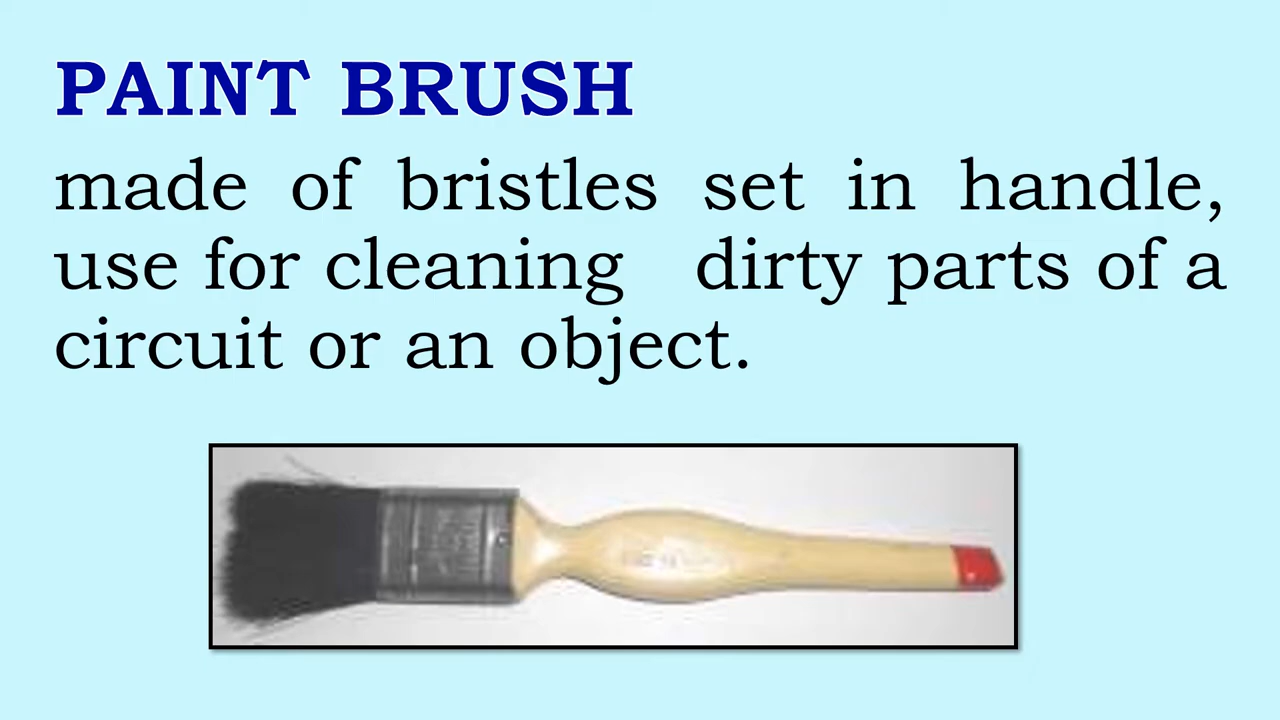 PAINT BRUSH
made of bristles set in handle,
use for cleaning dirty parts of a
circuit or an object.